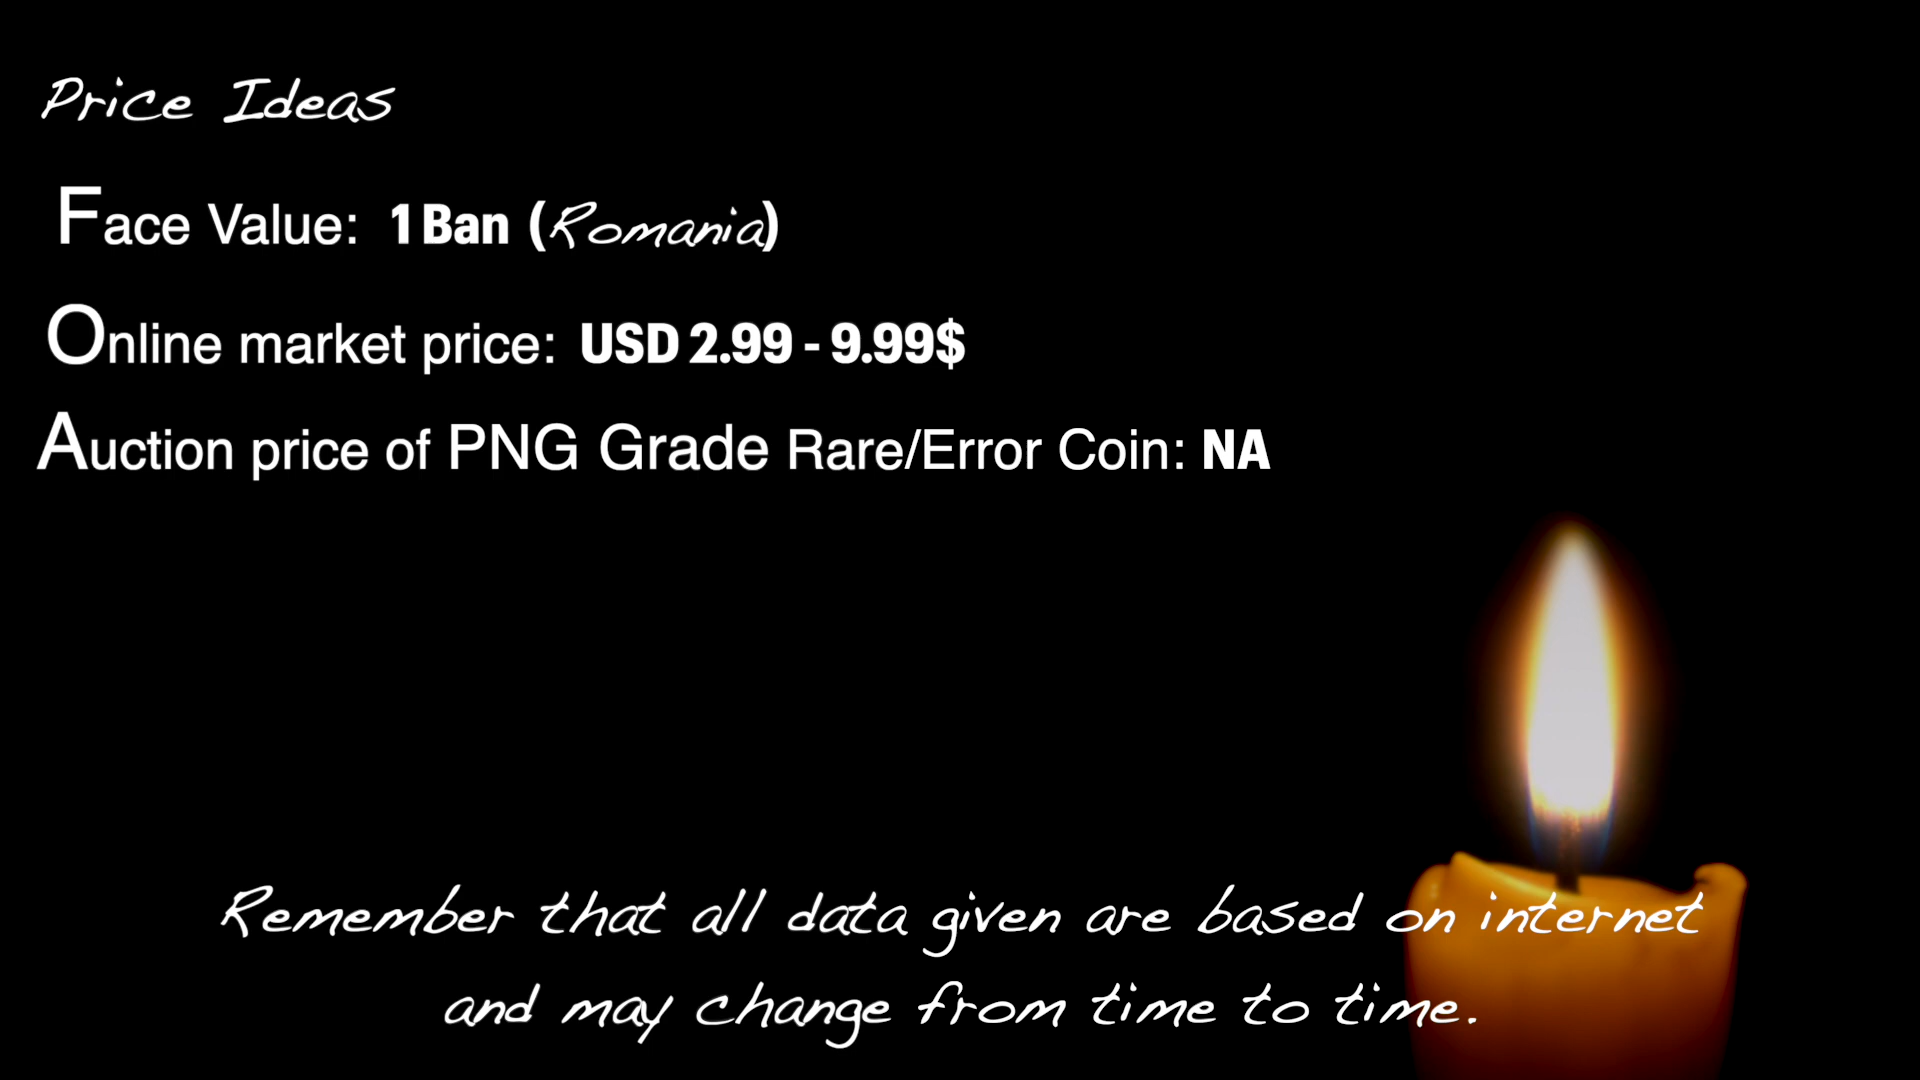 Price Ideas
Face Value: 1 Ban (Romania)
Online market price: USD 2.99 - 9.99$
Auction price of PNG Grade Rare/Error Coin: NA
Remember that all data given are based on internet
and may change from time to time.